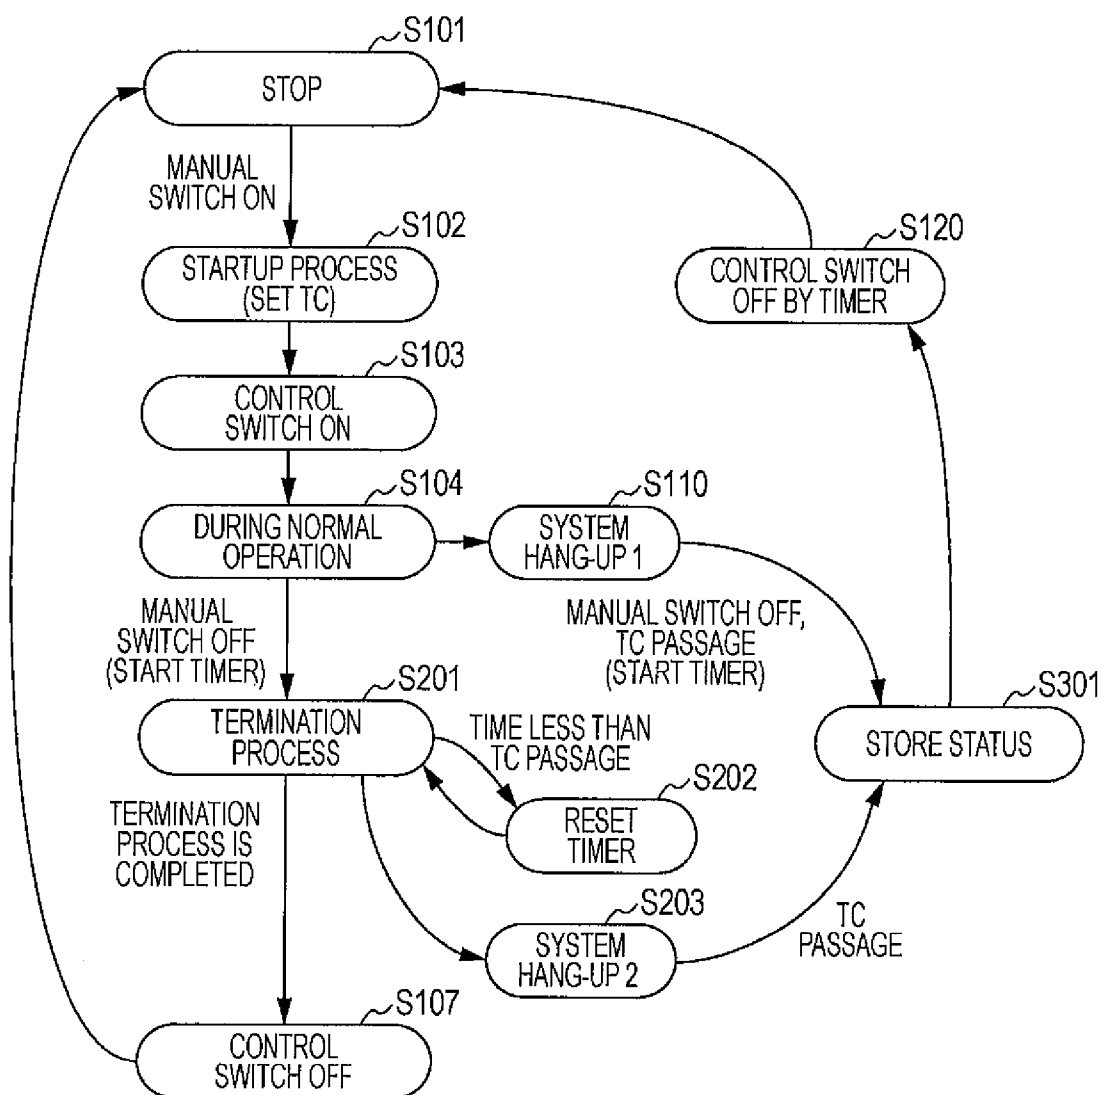 S101
STOP
MANUAL
SWITCH ON
S102
STARTUP PROCESS
(SET TC)
S120
CONTROL SWITCH
OFF BY TIMER
S103
CONTROL
SWITCH ON
S104
DURING NORMAL
OPERATION
S110
SYSTEM
HANG-UP 1
MANUAL
SWITCH OFF
(START TIMER)
MANUAL SWITCH OFF,
TC PASSAGE
(START TIMER)
S201
TERMINATION
PROCESS
TIME LESS THAN
TC PASSAGE
S301
STORE STATUS
S202
RESET
TIMER
TERMINATION
PROCESS IS
COMPLETED
S203
SYSTEM
HANG-UP 2
TC
PASSAGE
S107
CONTROL
SWITCH OFF